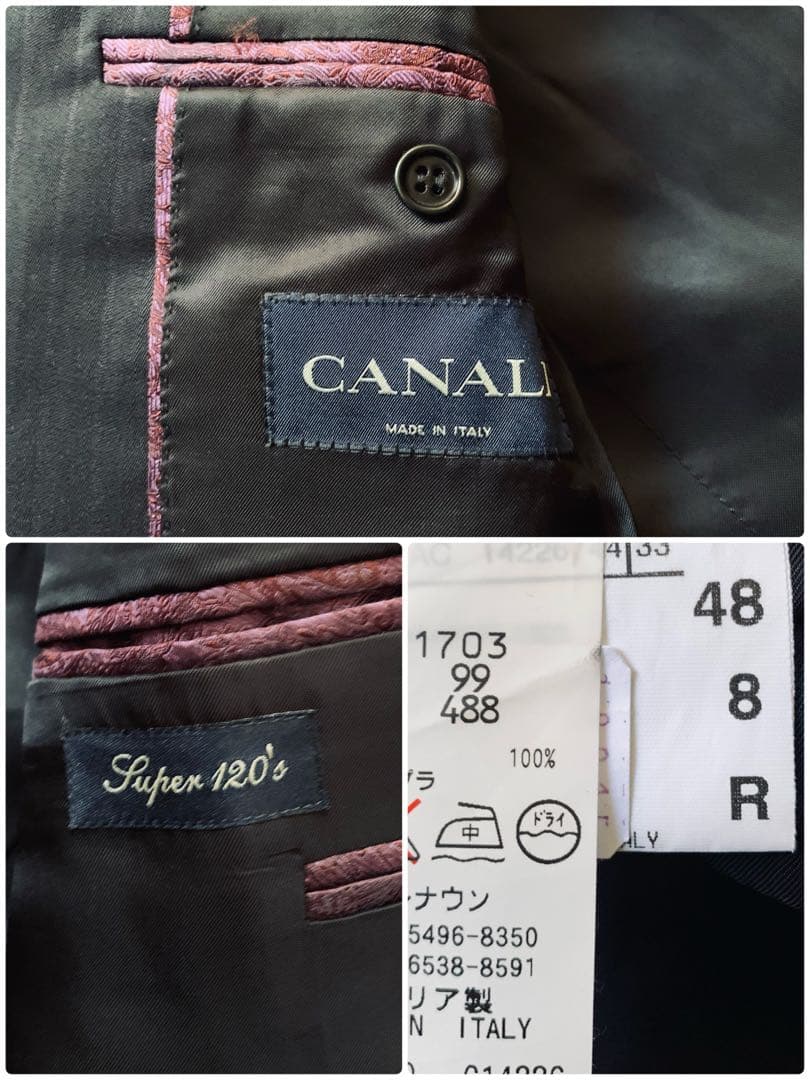 CANALI
MADE IN ITALY
Super 120's
1703
99
488
100%
中
ドライ
ナウン
5496-8350
6538-8591
リア製
N ITALY
33
48
8
R